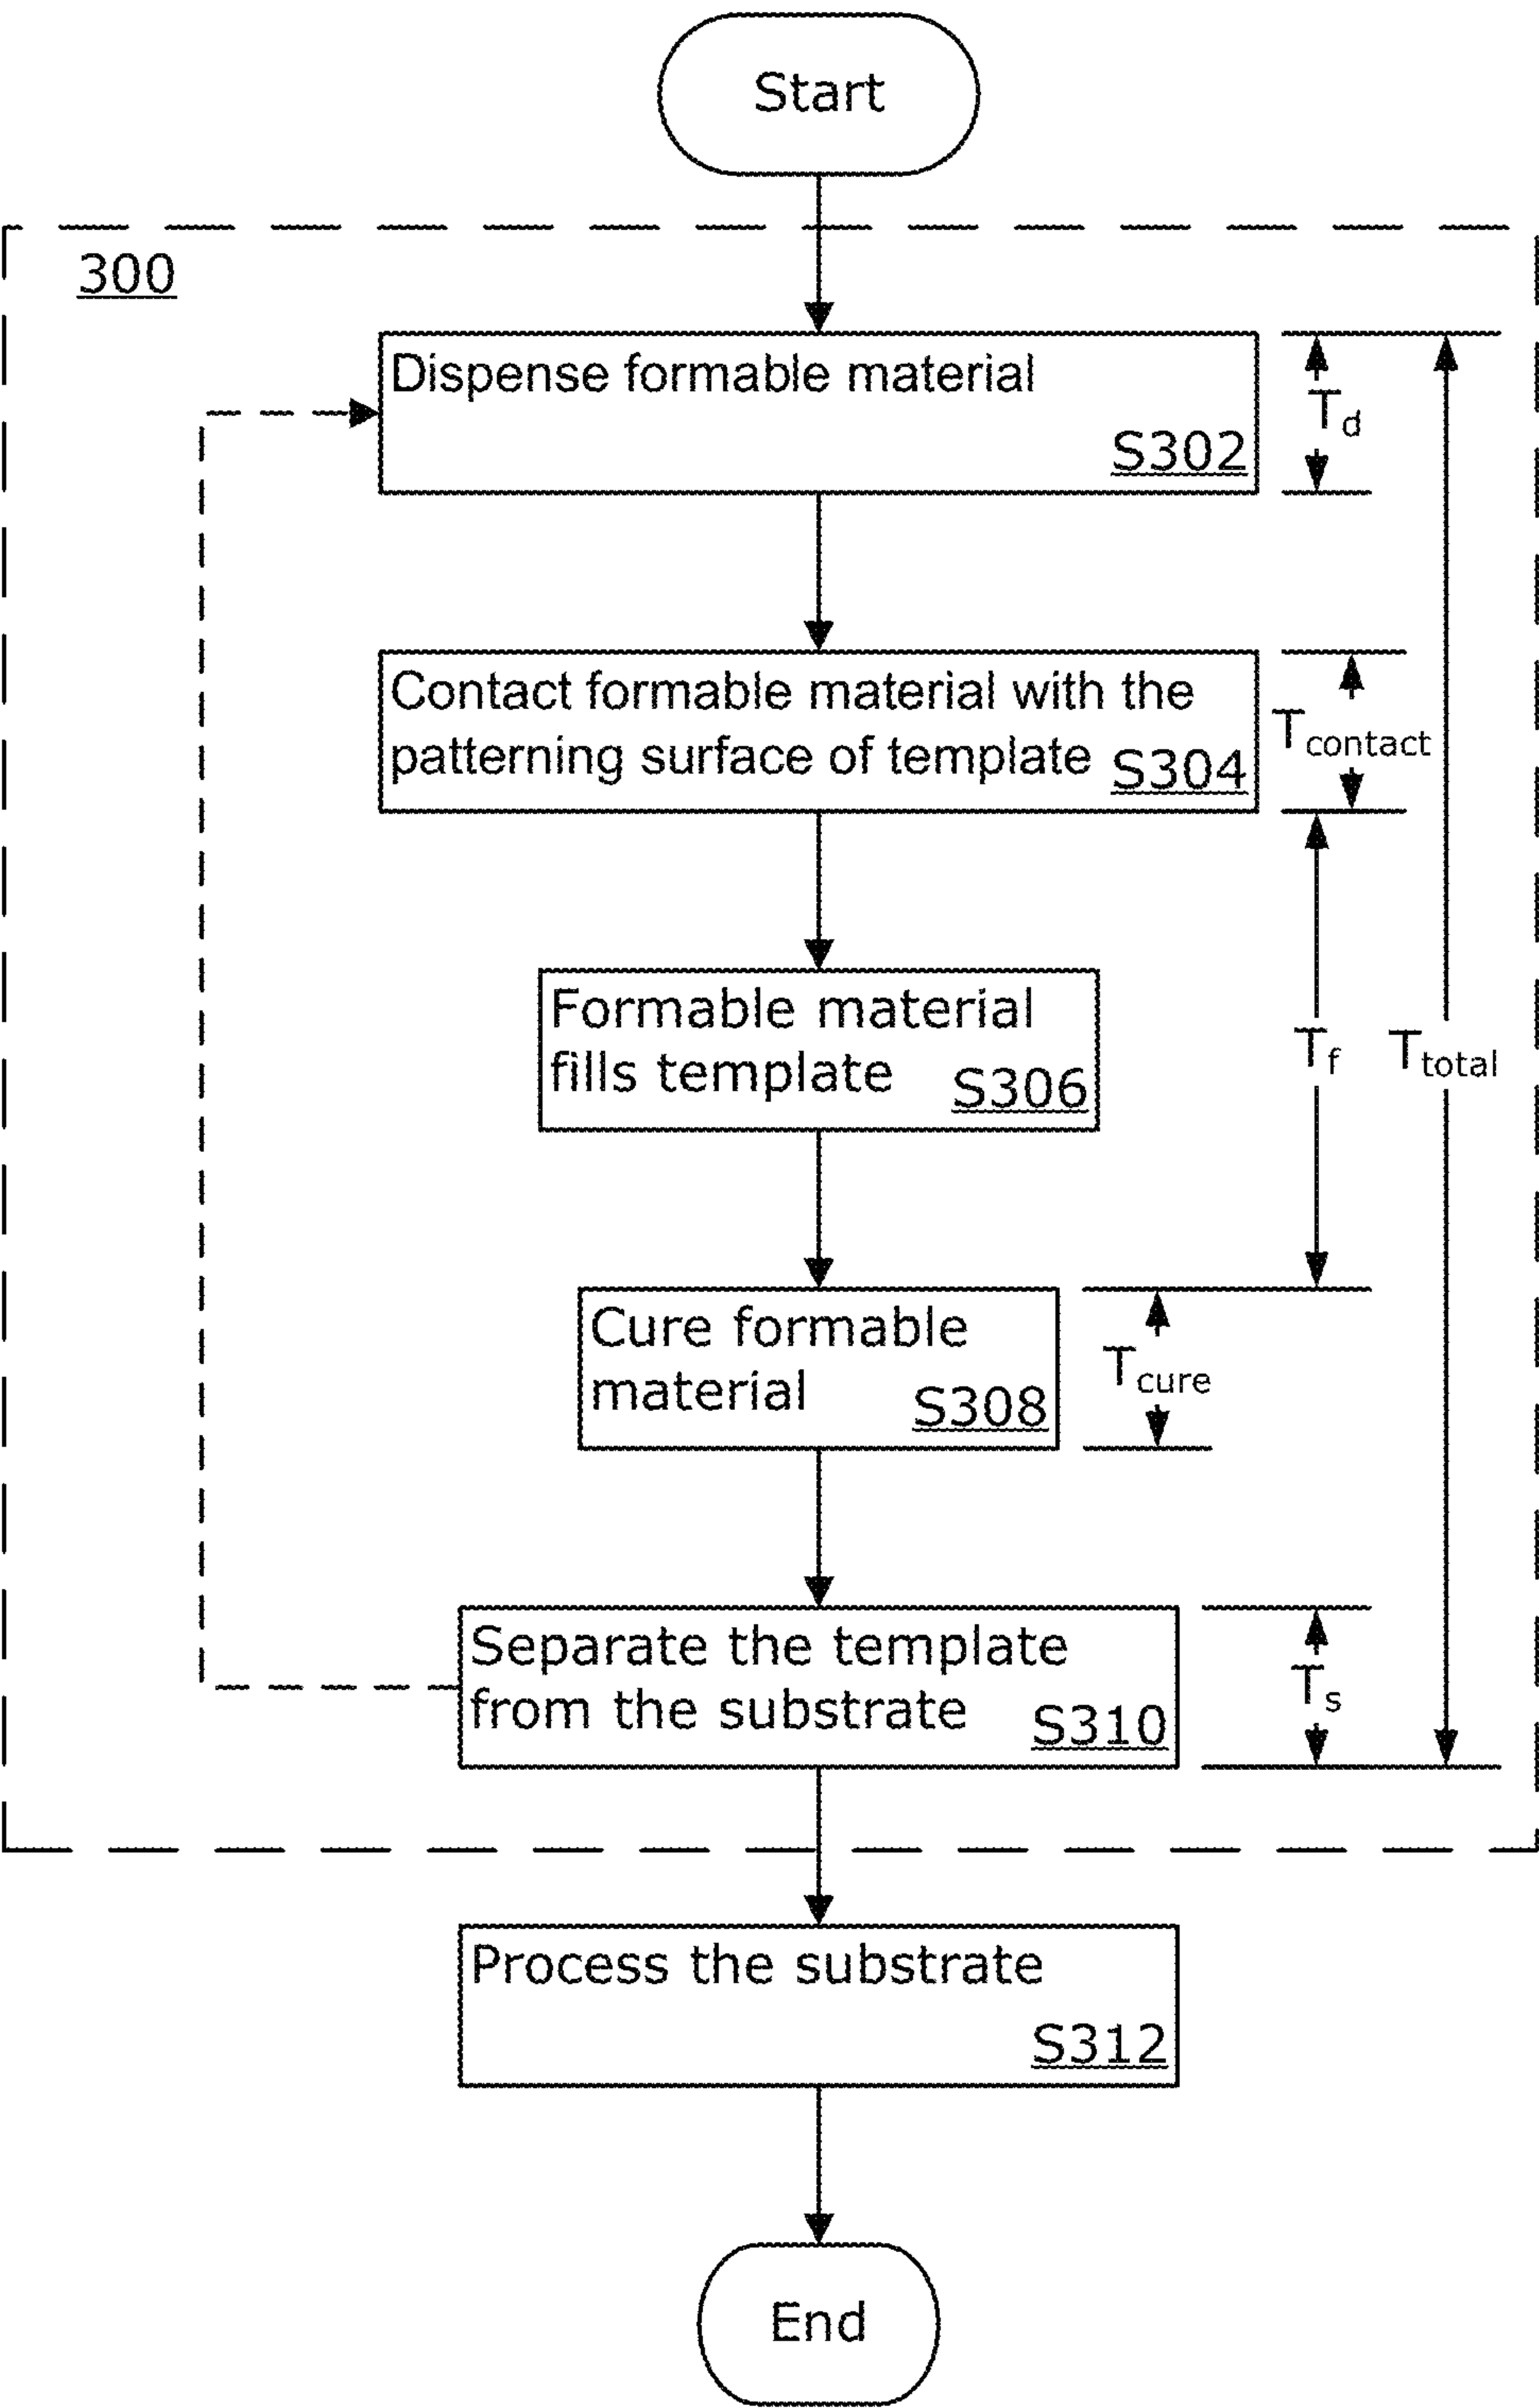 Start
300
Dispense formable material
S302
Td
Contact formable material with the
patterning surface of template S304
Tcontact
Formable material
fills template S306
Tf Ttotal
Cure formable
material S308
Tcure
Separate the template
from the substrate S310
Ts
Process the substrate
S312
End